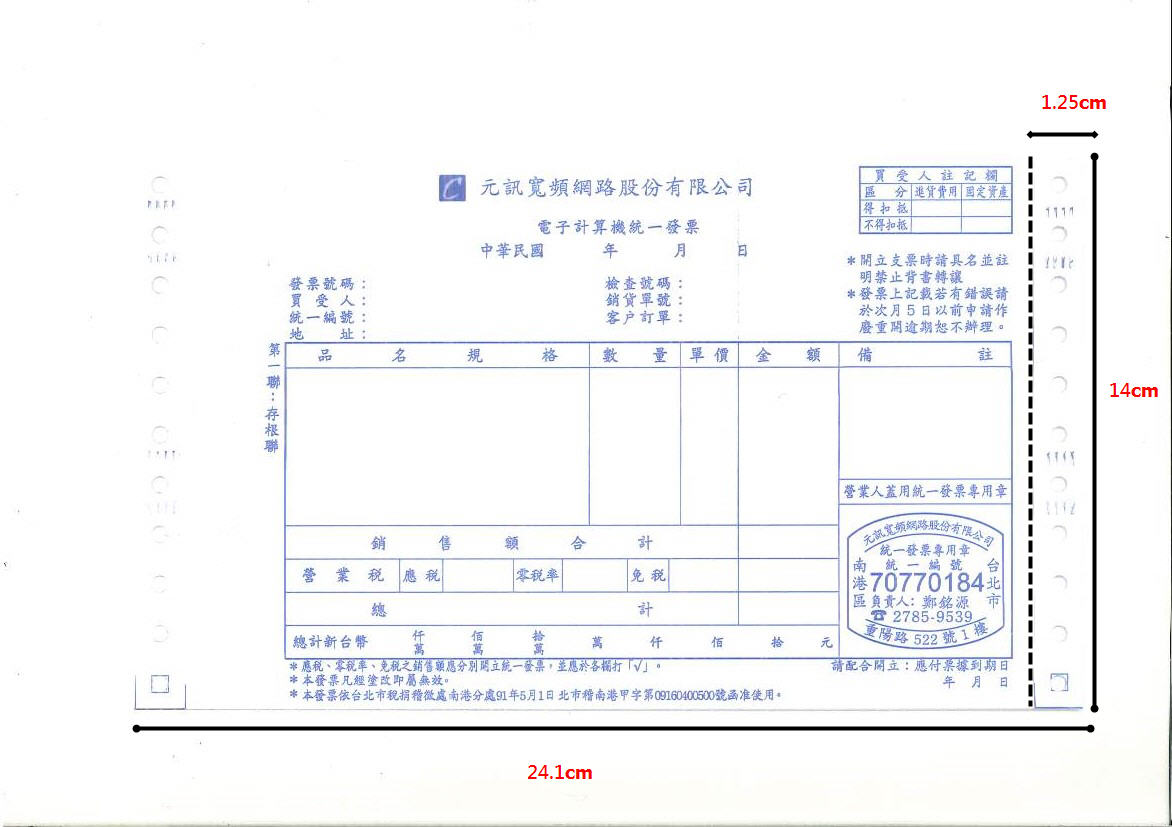 1.25cm
C 元訊寬頻網路股份有限公司
買受人註記欄
區分 進貨費用 固定資產
得扣抵
不得扣抵
電子計算機統一發票
中華民國 年 月 日
*開立支票時請具名並註
明禁止背書轉讓
*發票上記載若有錯誤請
於次月5日以前申請作
廢重開逾期恕不辦理。
發票號碼: 檢查號碼:
買受人: 銷貨單號:
統一編號: 客戶訂單:
地址:
第一聯:存根聯
品名規格 數量 單價 金額 備註
14cm
營業人蓋用統一發票專用章
銷售額合計
營業稅 應稅 零稅率 免稅
總計
總計新台幣 仟萬 佰萬 拾萬 萬 仟 佰 拾 元
元訊寬頻網路股份有限公司
統一發票專用章
統一編號
南港區 70770184 台北市
負責人:鄭銘源
☎ 2785-9539
重陽路522號1樓
*應稅、零稅率、免稅之銷售額應分別開立統一發票,並應於各欄打「√」。
*本發票凡經塗改即屬無效。
*本發票依台北市稅捐稽徵處南港分處91年5月1日北市稽南港甲字第09160400500號函准使用。
請配合開立:應付票據到期日
年 月 日
24.1cm